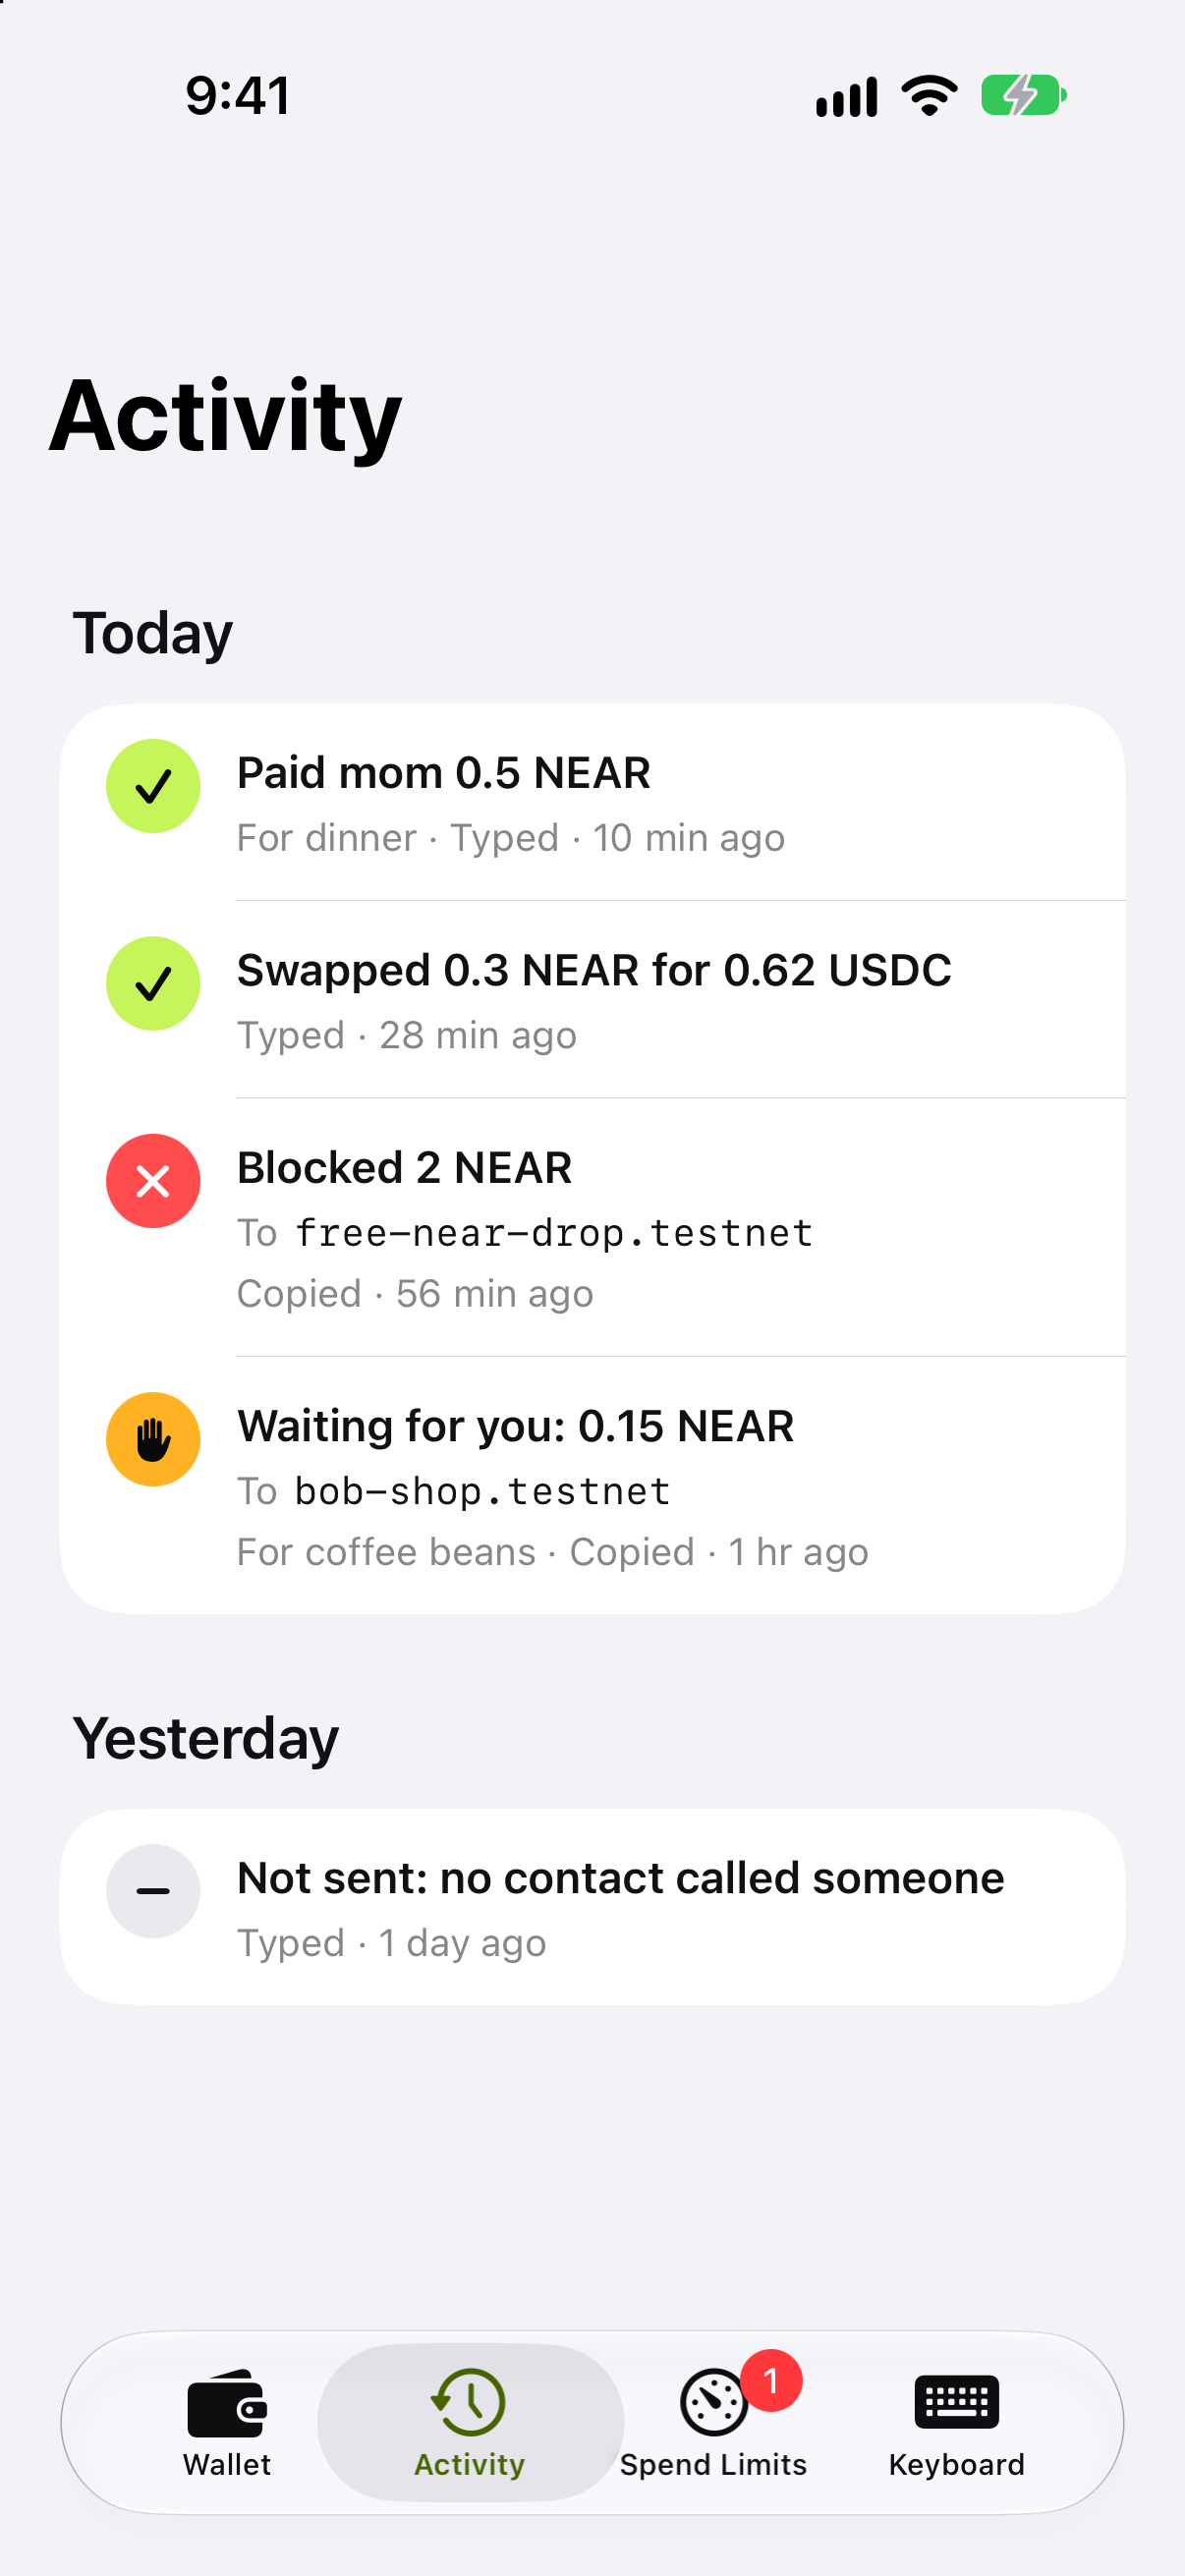 9:41
Activity
Today
Paid mom 0.5 NEAR
For dinner · Typed · 10 min ago
Swapped 0.3 NEAR for 0.62 USDC
Typed · 28 min ago
Blocked 2 NEAR
To free-near-drop.testnet
Copied · 56 min ago
Waiting for you: 0.15 NEAR
To bob-shop.testnet
For coffee beans · Copied · 1 hr ago
Yesterday
Not sent: no contact called someone
Typed · 1 day ago
1
Wallet
Activity
Spend Limits
Keyboard